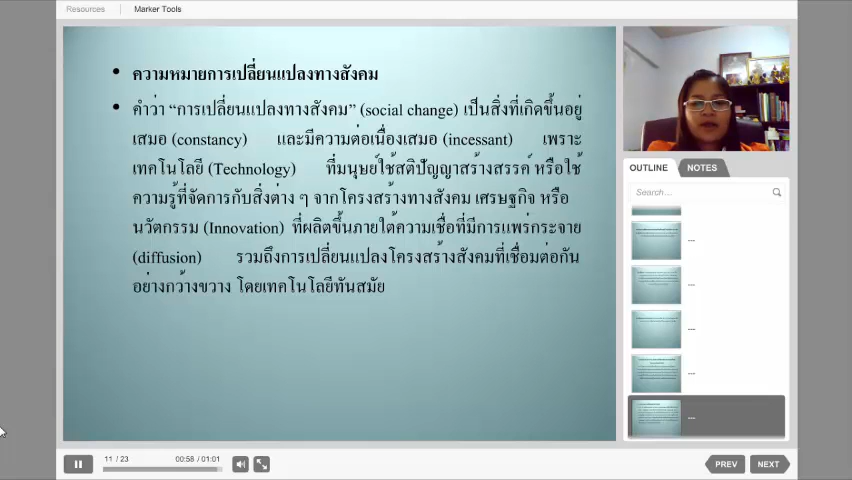 Resources
Marker Tools
• ความหมายการเปลี่ยนแปลงทางสังคม
• คำว่า “การเปลี่ยนแปลงทางสังคม” (social change) เป็นสิ่งที่เกิดขึ้นอยู่
เสมอ (constancy) และมีความต่อเนื่องเสมอ (incessant) เพราะ
เทคโนโลยี (Technology) ที่มนุษย์ใช้สติปัญญาสร้างสรรค์ หรือใช้
ความรู้ที่จัดการกับสิ่งต่าง ๆ จากโครงสร้างทางสังคม เศรษฐกิจ หรือ
นวัตกรรม (Innovation) ที่ผลิตขึ้นภายใต้ความเชื่อที่มีการแพร่กระจาย
(diffusion) รวมถึงการเปลี่ยนแปลงโครงสร้างสังคมที่เชื่อมต่อกัน
อย่างกว้างขวาง โดยเทคโนโลยีทันสมัย
OUTLINE
NOTES
Search...
...
...
...
...
...
11 / 23
00:58 / 01:01
PREV
NEXT